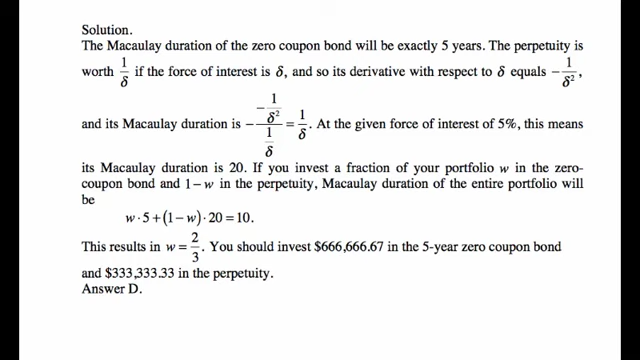 Solution.
The Macaulay duration of the zero coupon bond will be exactly 5 years. The perpetuity is
worth 1/δ if the force of interest is δ, and so its derivative with respect to δ equals −1/δ²,
and its Macaulay duration is −(−1/δ²)/(1/δ) = 1/δ. At the given force of interest of 5%, this means
its Macaulay duration is 20. If you invest a fraction of your portfolio w in the zero-
coupon bond and 1−w in the perpetuity, Macaulay duration of the entire portfolio will
be
w·5+(1−w)·20=10.
This results in w=2/3. You should invest $666,666.67 in the 5-year zero coupon bond
and $333,333.33 in the perpetuity.
Answer D.